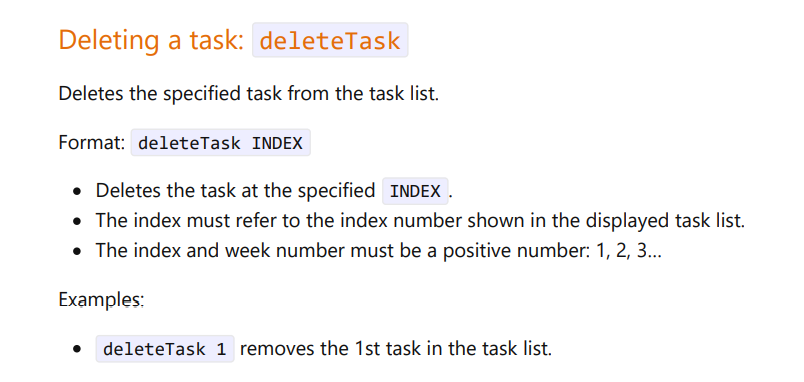 Deleting a task: deleteTask
Deletes the specified task from the task list.
Format: deleteTask INDEX
• Deletes the task at the specified INDEX.
• The index must refer to the index number shown in the displayed task list.
• The index and week number must be a positive number: 1, 2, 3…
Examples:
• deleteTask 1 removes the 1st task in the task list.